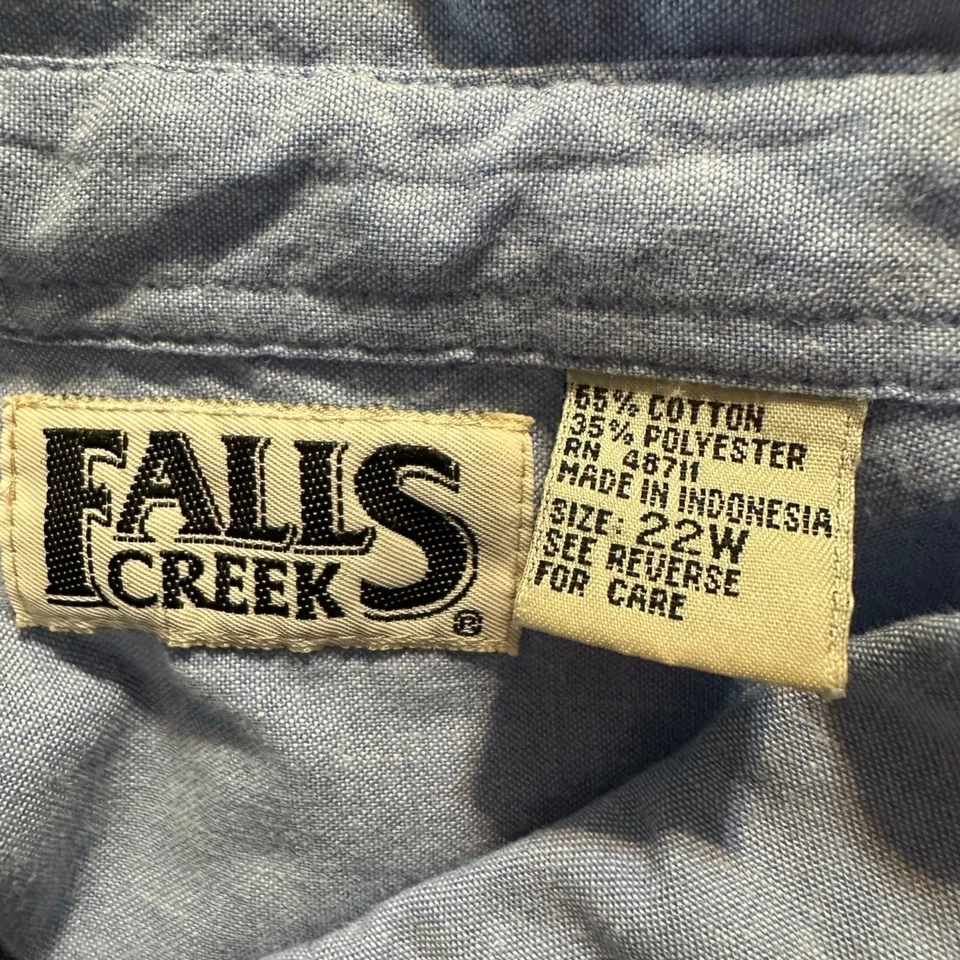 FALLS
CREEK
®
65% COTTON
35% POLYESTER
RN 48711
MADE IN INDONESIA
SIZE: 22W
SEE REVERSE
FOR CARE